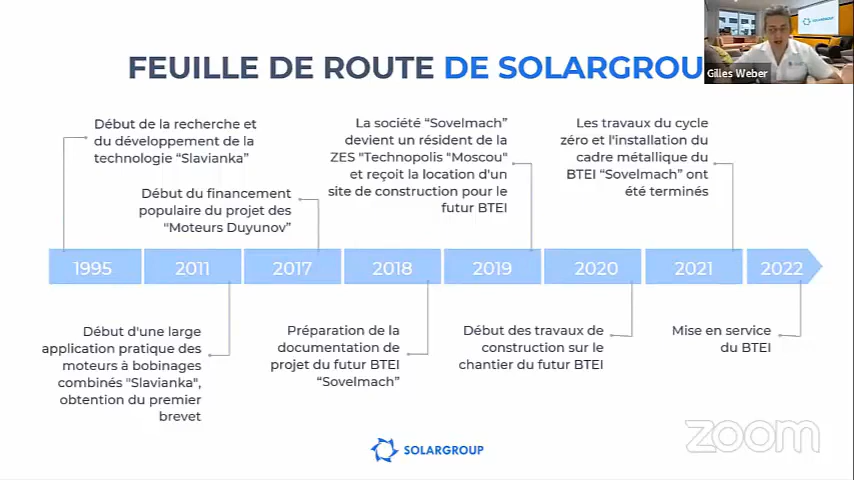 FEUILLE DE ROUTE DE SOLARGROU
SOLARGROUP
Gilles Weber
Début de la recherche et
du développement de la
technologie “Slavianka”
Début du financement
populaire du projet des
“Moteurs Duyunov”
La société “Sovelmach”
devient un résident de la
ZES "Technopolis "Moscou"
et reçoit la location d'un
site de construction pour le
futur BTEI
Les travaux du cycle
zéro et l'installation du
cadre métallique du
BTEI “Sovelmach” ont
été terminés
1995 2011 2017 2018 2019 2020 2021 2022
Début d'une large
application pratique des
moteurs à bobinages
combinés "Slavianka",
obtention du premier
brevet
Préparation de la
documentation de
projet du futur BTEI
“Sovelmach”
Début des travaux de
construction sur le
chantier du futur BTEI
Mise en service
du BTEI
SOLARGROUP
zoom